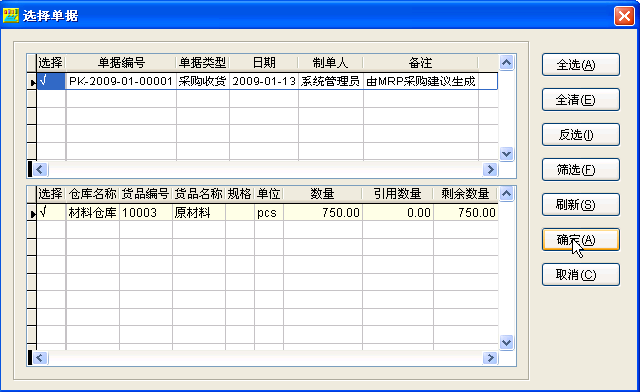 选择单据
选择 单据编号 单据类型 日期 制单人 备注
√ PK-2009-01-00001 采购收货 2009-01-13 系统管理员 由MRP采购建议生成
选择 仓库名称 货品编号 货品名称 规格 单位 数量 引用数量 剩余数量
√ 材料仓库 10003 原材料 pcs 750.00 0.00 750.00
全选(A)
全清(E)
反选(I)
筛选(F)
刷新(S)
确定(A)
取消(C)